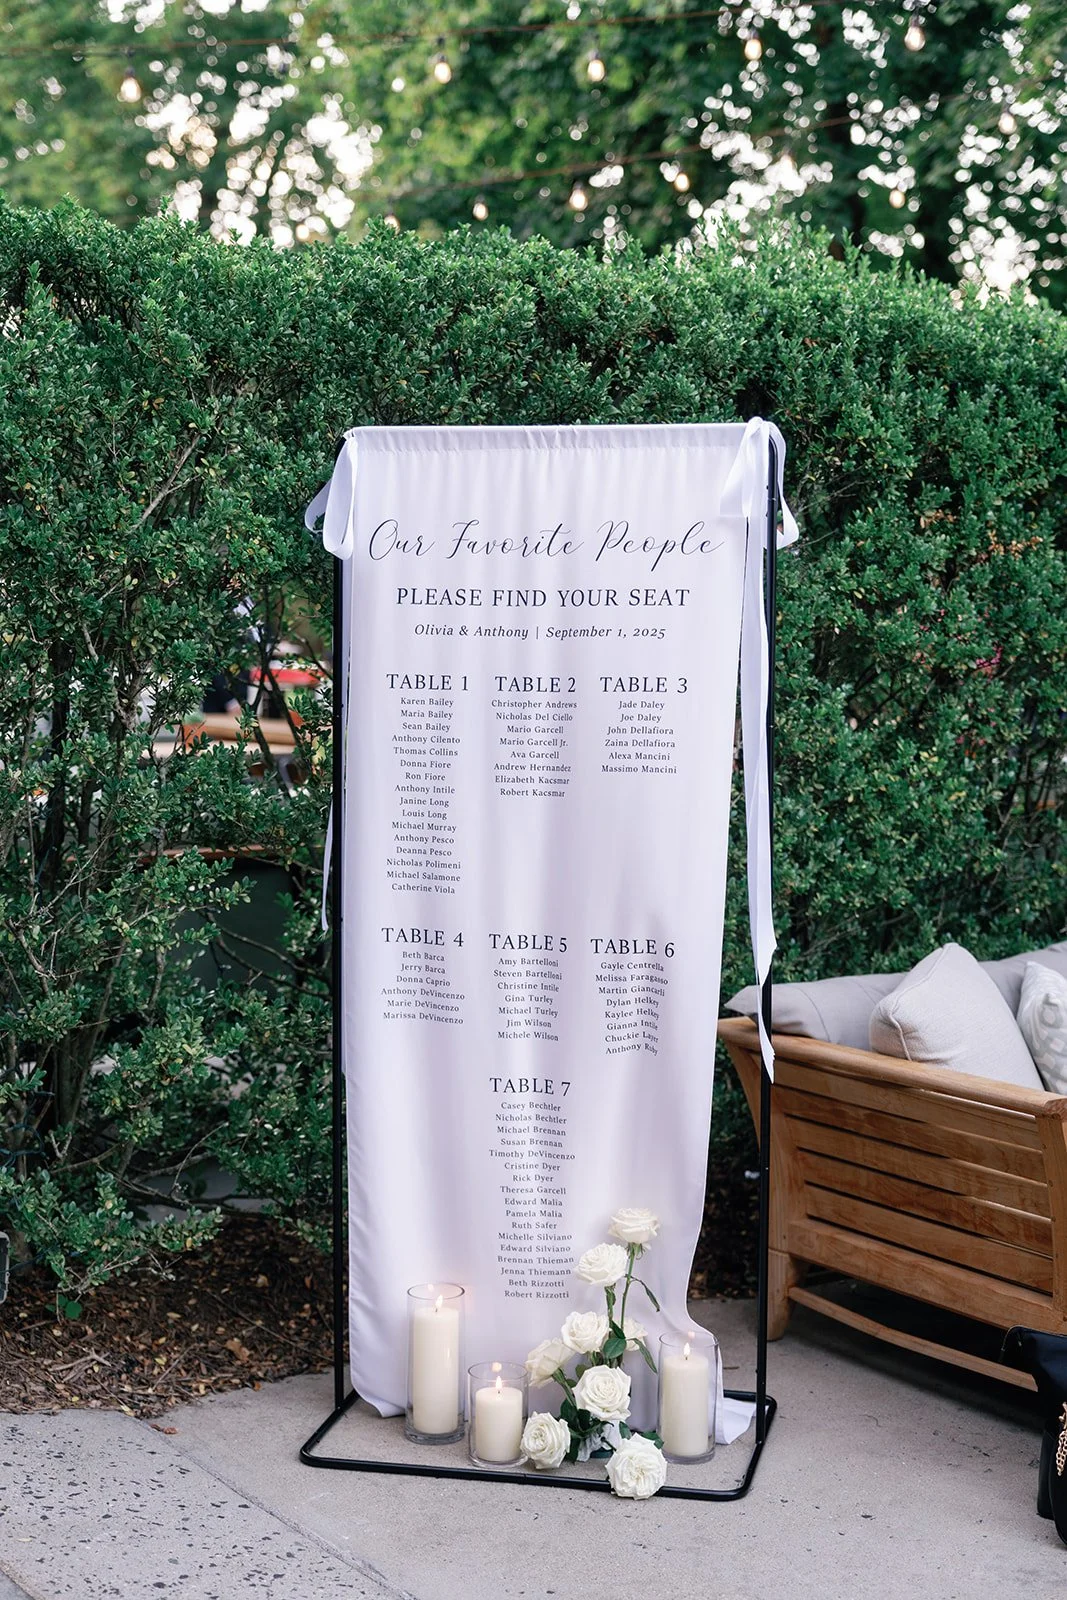 Our Favorite People
PLEASE FIND YOUR SEAT
Olivia & Anthony | September 1, 2025
TABLE 1
Karen Bailey
Maria Bailey
Sean Bailey
Anthony Cilento
Thomas Collins
Donna Fiore
Ron Fiore
Anthony Intile
Janine Long
Louis Long
Michael Murray
Anthony Pesco
Deanna Pesco
Nicholas Polimeni
Michael Salamone
Catherine Viola
TABLE 2
Christopher Andrews
Nicholas Del Ciello
Mario Garcell
Mario Garcell Jr.
Ava Garcell
Andrew Hernandez
Elizabeth Kacsmar
Robert Kacsmar
TABLE 3
Jade Daley
Joe Daley
John Dellafiora
Zaina Dellafiora
Alexa Mancini
Massimo Mancini
TABLE 4
Beth Barca
Jerry Barca
Donna Caprio
Anthony DeVincenzo
Marie DeVincenzo
Marissa DeVincenzo
TABLE 5
Amy Bartelloni
Steven Bartelloni
Christine Intile
Gina Turley
Michael Turley
Jim Wilson
Michele Wilson
TABLE 6
Gayle Centrella
Melissa Faragasso
Martin Giancarli
Dylan Helkey
Kaylee Helkey
Gianna Intile
Chuckie Layer
Anthony Roby
TABLE 7
Casey Bechtler
Nicholas Bechtler
Michael Brennan
Susan Brennan
Timothy DeVincenzo
Cristine Dyer
Rick Dyer
Theresa Garcell
Edward Malia
Pamela Malia
Ruth Safer
Michelle Silviano
Edward Silviano
Brennan Thieman
Jenna Thiemann
Beth Rizzotti
Robert Rizzotti